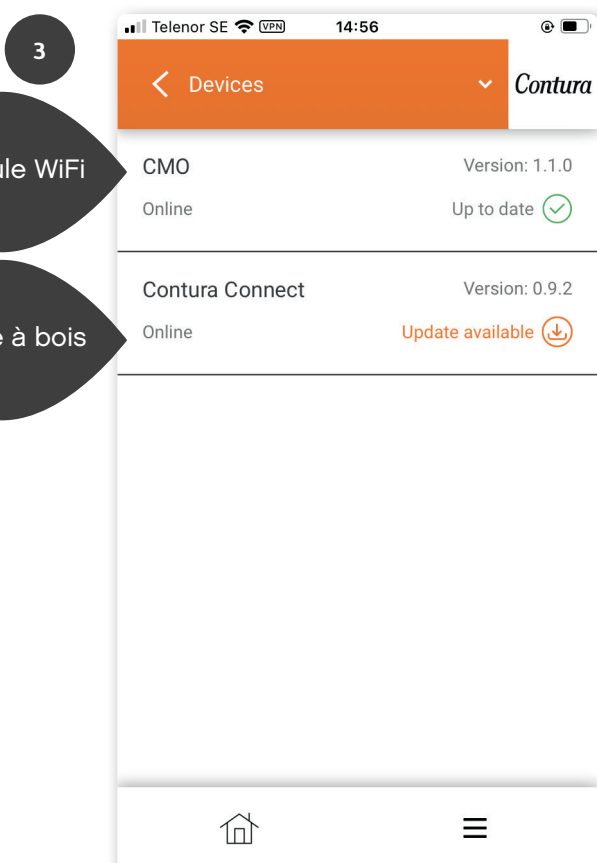 3
Telenor SE VPN 14:56
Devices Contura
WiFi
CMO Version: 1.1.0
Online Up to date
Contura Connect Version: 0.9.2
à bois
Online Update available